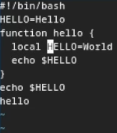 #!/bin/bash
HELLO=Hello
function hello {
local HELLO=World
echo $HELLO
}
echo $HELLO
hello
~
~